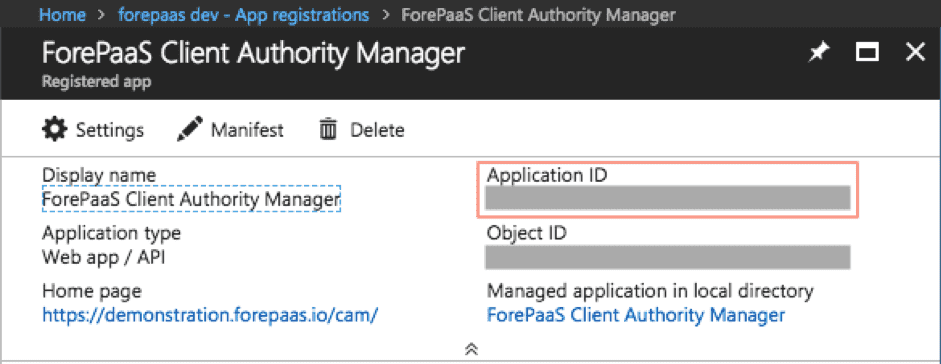 Home > forepaas dev - App registrations > ForePaaS Client Authority Manager
ForePaaS Client Authority Manager
Registered app
Settings Manifest Delete
Display name
ForePaaS Client Authority Manager
Application ID
Application type
Web app / API
Object ID
Home page
https://demonstration.forepaas.io/cam/
Managed application in local directory
ForePaaS Client Authority Manager